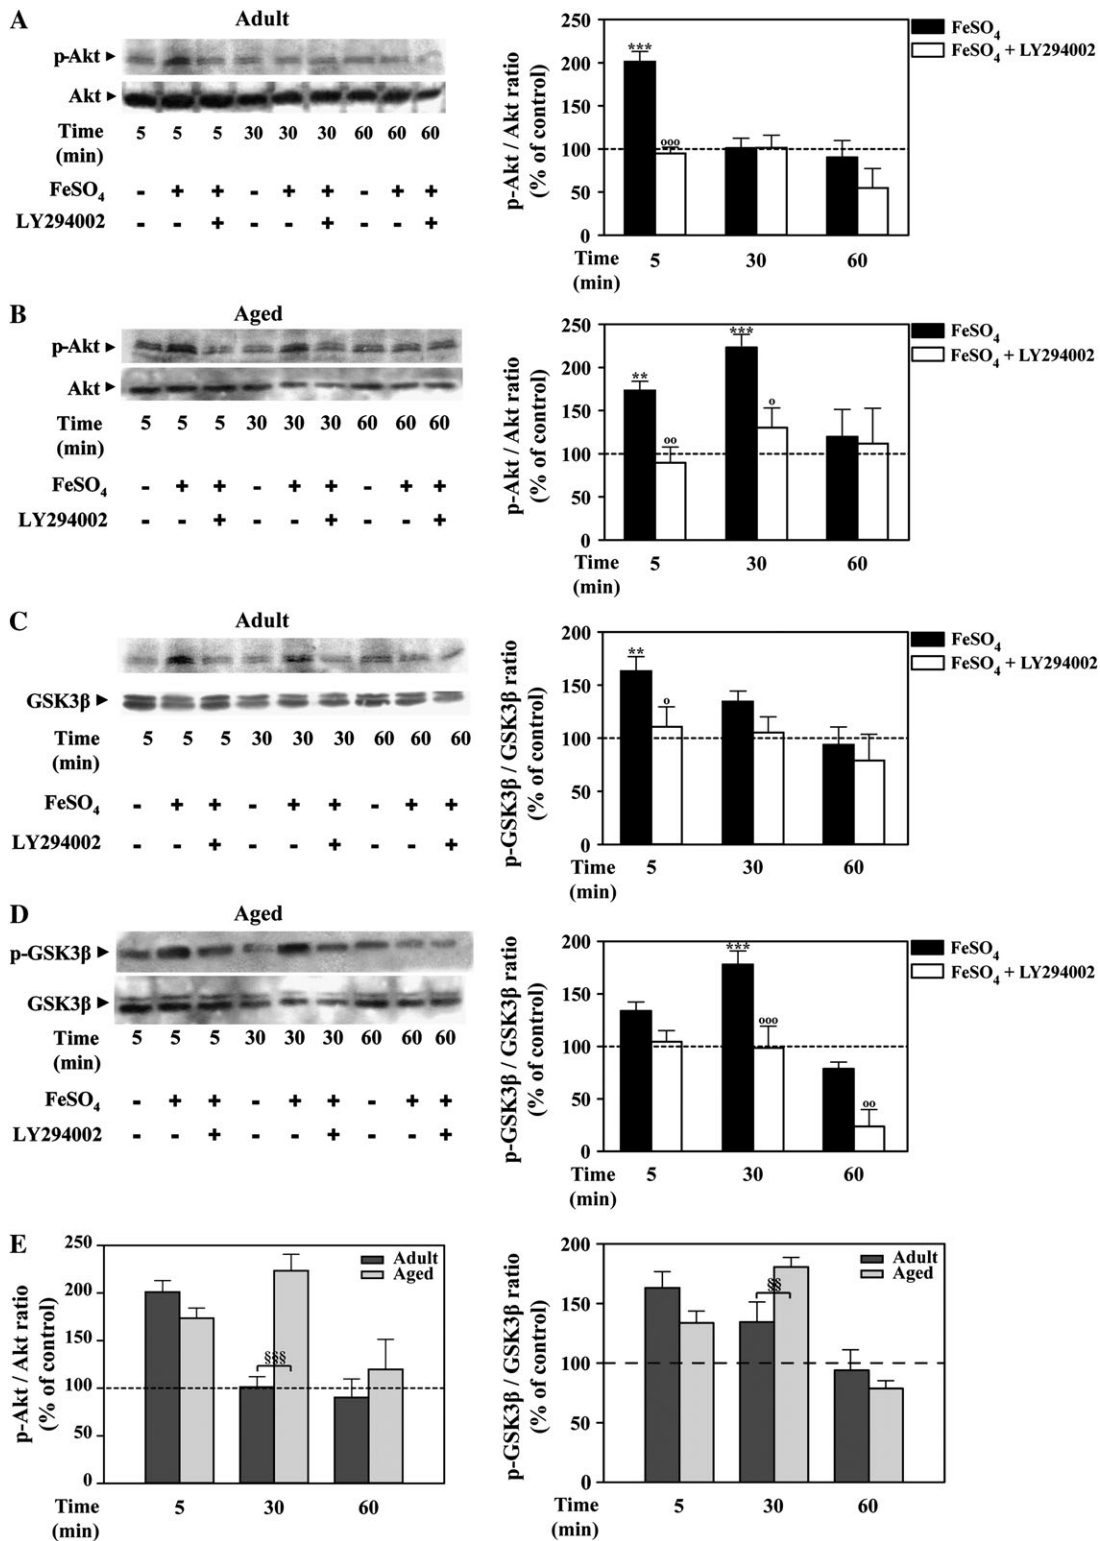 A
Adult
p-Akt
Akt
Time (min) 5 5 5 30 30 30 60 60 60
FeSO4 - + + - + + - + +
LY294002 - - + - - + - - +
p-Akt / Akt ratio
(% of control)
250
200
150
100
50
0
***
ooo
FeSO4
FeSO4 + LY294002
Time (min) 5 30 60
B
Aged
p-Akt
Akt
Time (min) 5 5 5 30 30 30 60 60 60
FeSO4 - + + - + + - + +
LY294002 - - + - - + - - +
p-Akt / Akt ratio
(% of control)
250
200
150
100
50
0
**
oo
***
o
FeSO4
FeSO4 + LY294002
Time (min) 5 30 60
C
Adult
GSK3β
Time (min) 5 5 5 30 30 30 60 60 60
FeSO4 - + + - + + - + +
LY294002 - - + - - + - - +
p-GSK3β / GSK3β ratio
(% of control)
200
150
100
50
0
**
o
FeSO4
FeSO4 + LY294002
Time (min) 5 30 60
D
Aged
p-GSK3β
GSK3β
Time (min) 5 5 5 30 30 30 60 60 60
FeSO4 - + + - + + - + +
LY294002 - - + - - + - - +
p-GSK3β / GSK3β ratio
(% of control)
200
150
100
50
0
***
ooo
oo
FeSO4
FeSO4 + LY294002
Time (min) 5 30 60
E
p-Akt / Akt ratio
(% of control)
250
200
150
100
50
0
§§§
Adult
Aged
Time (min) 5 30 60
p-GSK3β / GSK3β ratio
(% of control)
200
150
100
50
0
§§
Adult
Aged
Time (min) 5 30 60